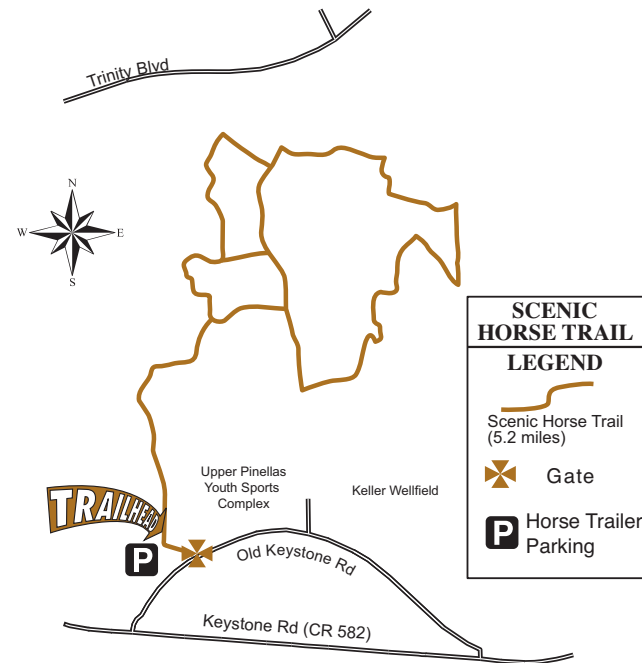 Trinity Blvd
N
W
E
S
SCENIC
HORSE TRAIL
LEGEND
Scenic Horse Trail
(5.2 miles)
Gate
P
Horse Trailer
Parking
Upper Pinellas
Youth Sports
Complex
Keller Wellfield
TRAILHEAD
P
Old Keystone Rd
Keystone Rd (CR 582)